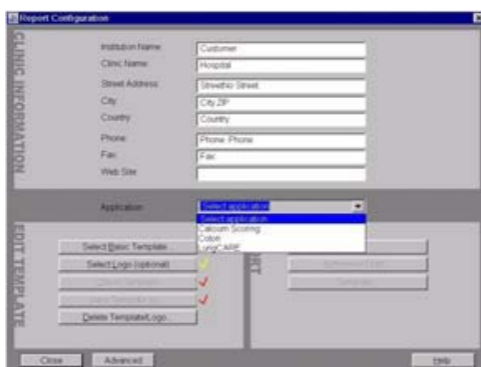 Report Configuration
CLINIC INFORMATION
Institution Name: Customer
Clinic Name: Hospital
Street Address: Streetno Street
City: City ZIP
Country: Country
Phone: Phone Phone
Fax: Fax
Web Site
Application: Select application
Select application
Calcium Scoring
Colon
LungCARE
EDIT TEMPLATE
Select Basic Template...
Select Logo (optional)
Delete Template/Logo...
Close
Advanced
Help